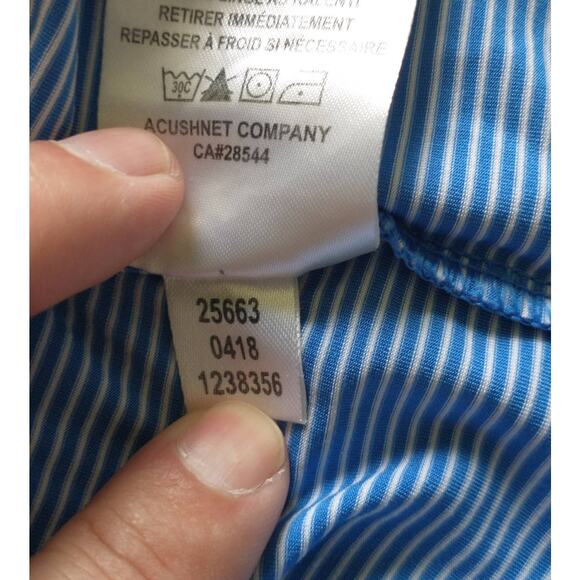 RETIRER IMMÉDIATEMENT
REPASSER À FROID SI NÉCESSAIRE
30C
ACUSHNET COMPANY
CA#28544
25663
0418
1238356